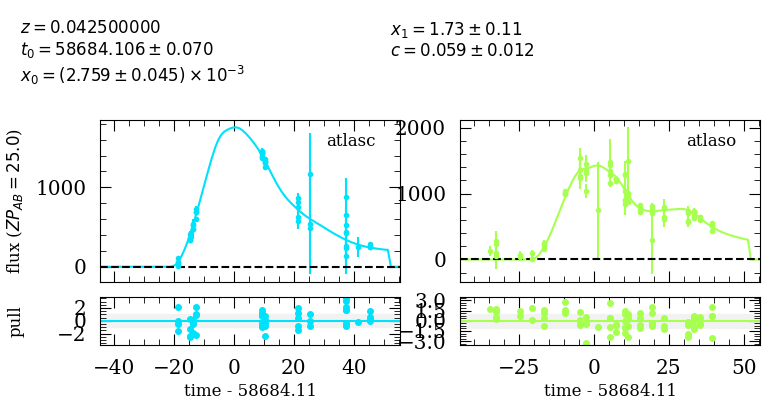 z = 0.042500000
t₀ = 58684.106 ± 0.070
x₀ = (2.759 ± 0.045) × 10⁻³
x₁ = 1.73 ± 0.11
c = 0.059 ± 0.012
flux (ZP_AB = 25.0)
1000
0
atlasc
2000
1000
0
atlaso
pull
2
0
−2
3.0
1.5
0.0
−1.5
−3.0
−40 −20 0 20 40
time - 58684.11
−25 0 25 50
time - 58684.11